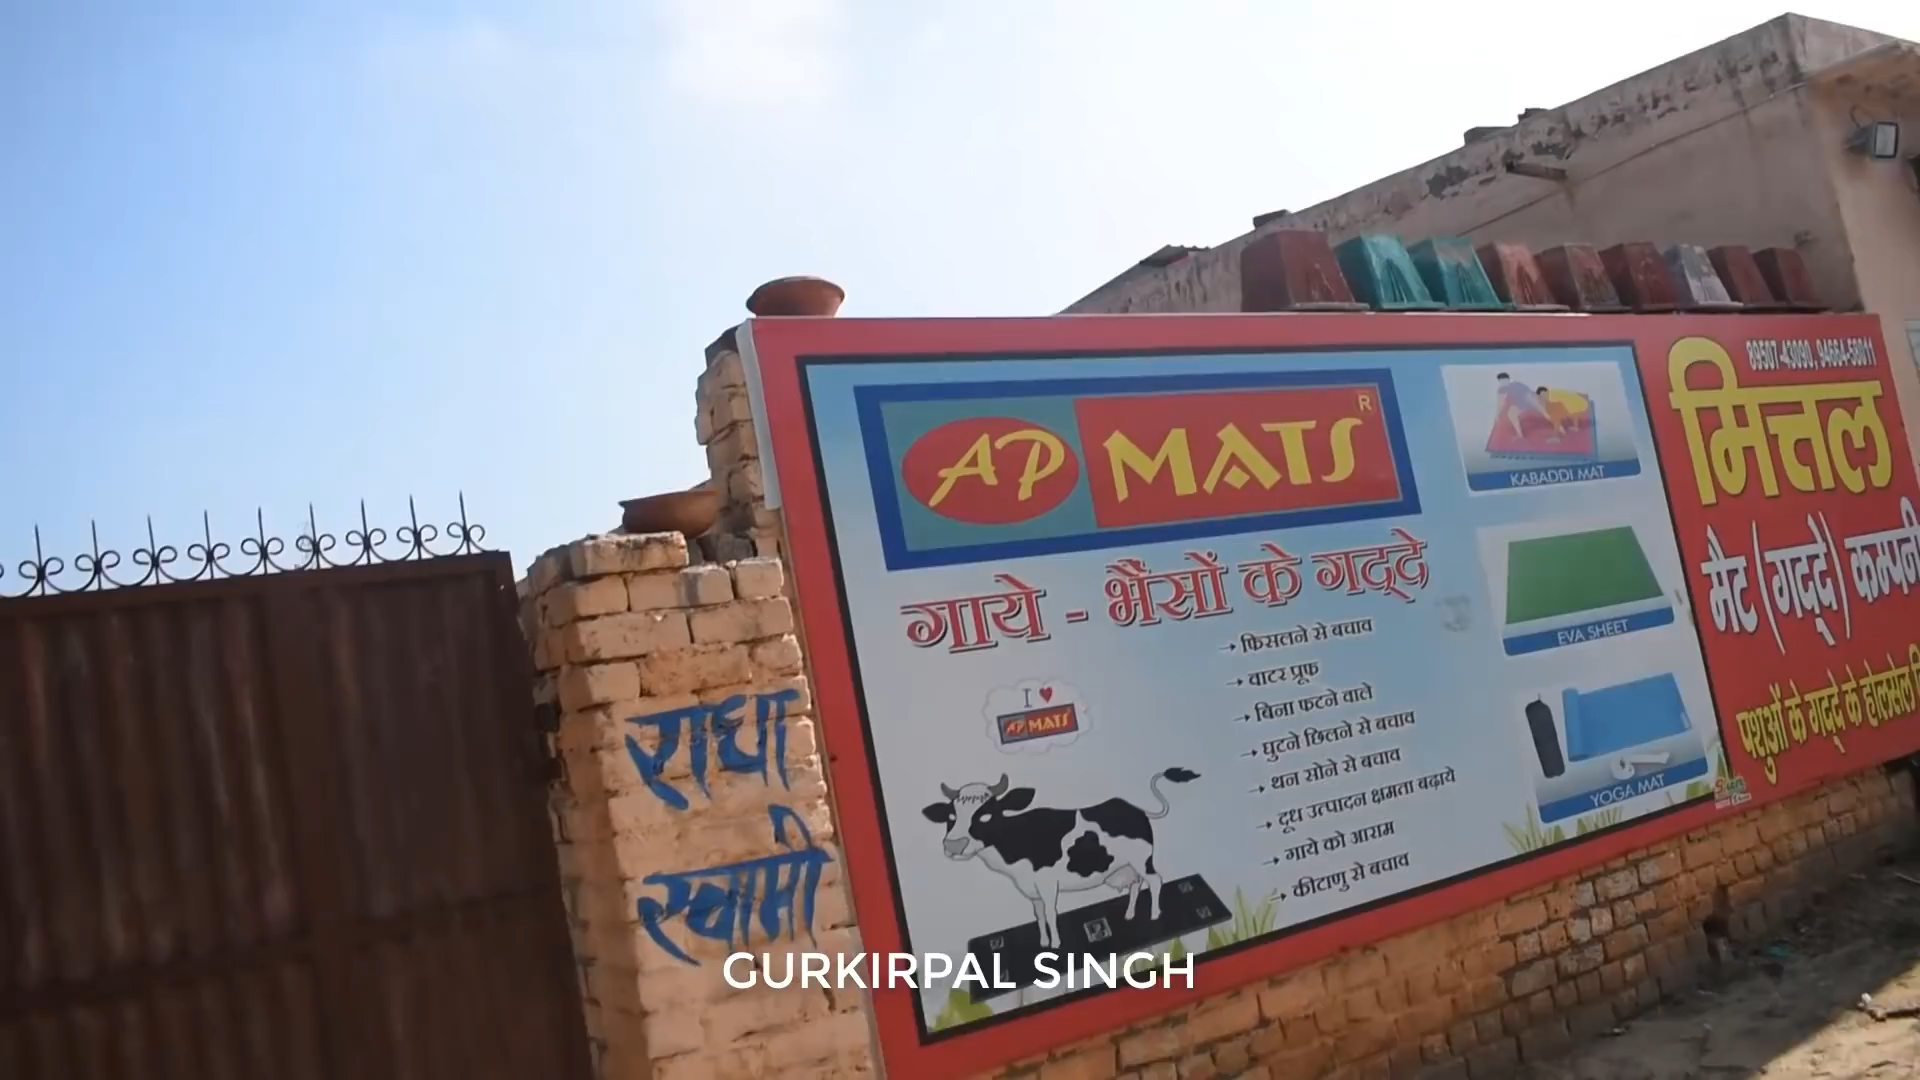 राधा
स्वामी
AP MATS R
गाये - भैंसों के गद्दे
→ फिसलने से बचाव
→ वाटर प्रूफ
→ बिना फटने वाले
→ घुटने छिलने से बचाव
→ थन सोने से बचाव
→ दूध उत्पादन क्षमता बढ़ाये
→ गाये को आराम
→ कीटाणु से बचाव
I ♥
AP MATS
KABADDI MAT
EVA SHEET
YOGA MAT
89507-43090, 94664-58011
मित्तल
मैट (गद्दे) कम्पनी
पशुओं के गद्दे के होलसेल
GURKIRPAL SINGH